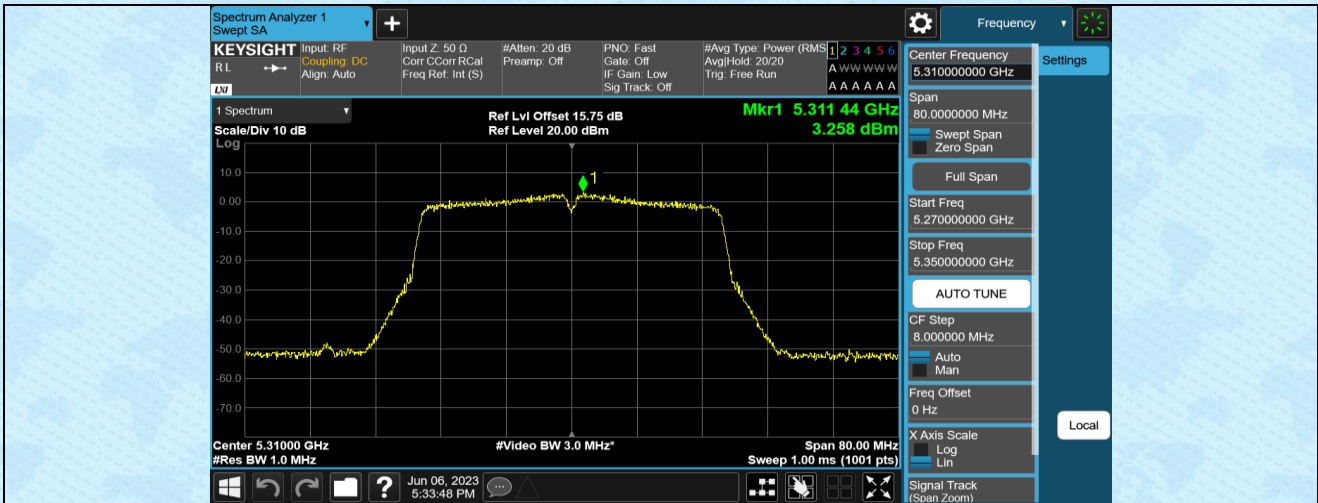 Spectrum Analyzer 1
Swept SA
+
Frequency
KEYSIGHT
RL
LXI
Input: RF
Coupling: DC
Align: Auto
Input Z: 50 Ω
Corr CCorr RCal
Freq Ref: Int (S)
#Atten: 20 dB
Preamp: Off
PNO: Fast
Gate: Off
IF Gain: Low
Sig Track: Off
#Avg Type: Power (RMS
Avg|Hold: 20/20
Trig: Free Run
1 2 3 4 5 6
A W W W W W
A A A A A A
1 Spectrum
Scale/Div 10 dB
Log
Ref Lvl Offset 15.75 dB
Ref Level 20.00 dBm
Mkr1 5.311 44 GHz
3.258 dBm
1
10.0
0.00
-10.0
-20.0
-30.0
-40.0
-50.0
-60.0
-70.0
Center 5.31000 GHz
#Res BW 1.0 MHz
#Video BW 3.0 MHz*
Span 80.00 MHz
Sweep 1.00 ms (1001 pts)
Center Frequency
5.310000000 GHz
Settings
Span
80.0000000 MHz
Swept Span
Zero Span
Full Span
Start Freq
5.270000000 GHz
Stop Freq
5.350000000 GHz
AUTO TUNE
CF Step
8.000000 MHz
Auto
Man
Freq Offset
0 Hz
X Axis Scale
Log
Lin
Local
Signal Track
(Span Zoom)
?
Jun 06, 2023
5:33:48 PM